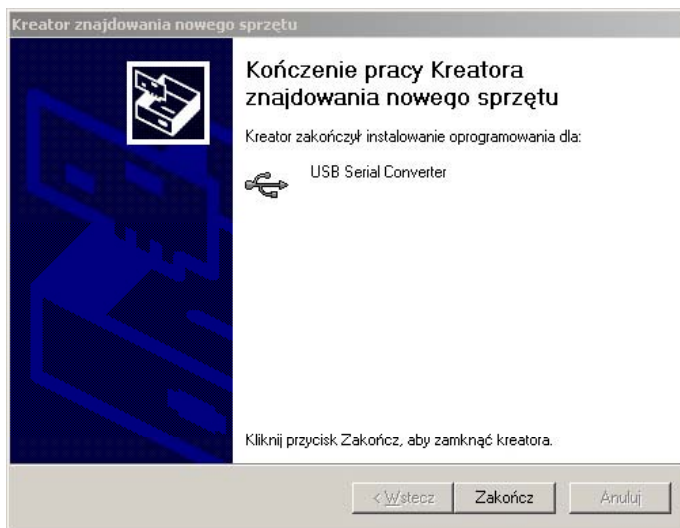 Kreator znajdowania nowego sprzętu
Kończenie pracy Kreatora
znajdowania nowego sprzętu
Kreator zakończył instalowanie oprogramowania dla:
USB Serial Converter
Kliknij przycisk Zakończ, aby zamknąć kreatora.
< Wstecz
Zakończ
Anuluj